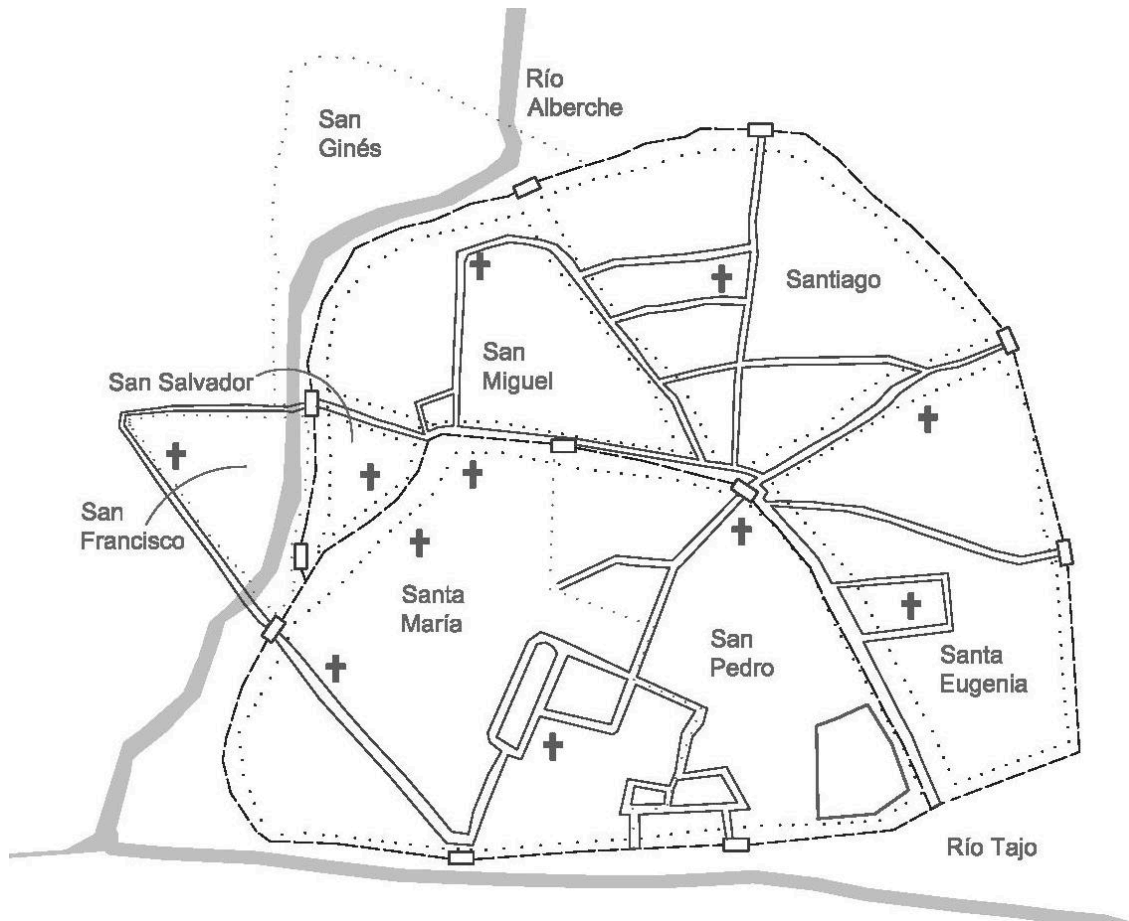 Río
Alberche
San
Ginés
Santiago
San
Miguel
San Salvador
San
Francisco
Santa
María
San
Pedro
Santa
Eugenia
Río Tajo